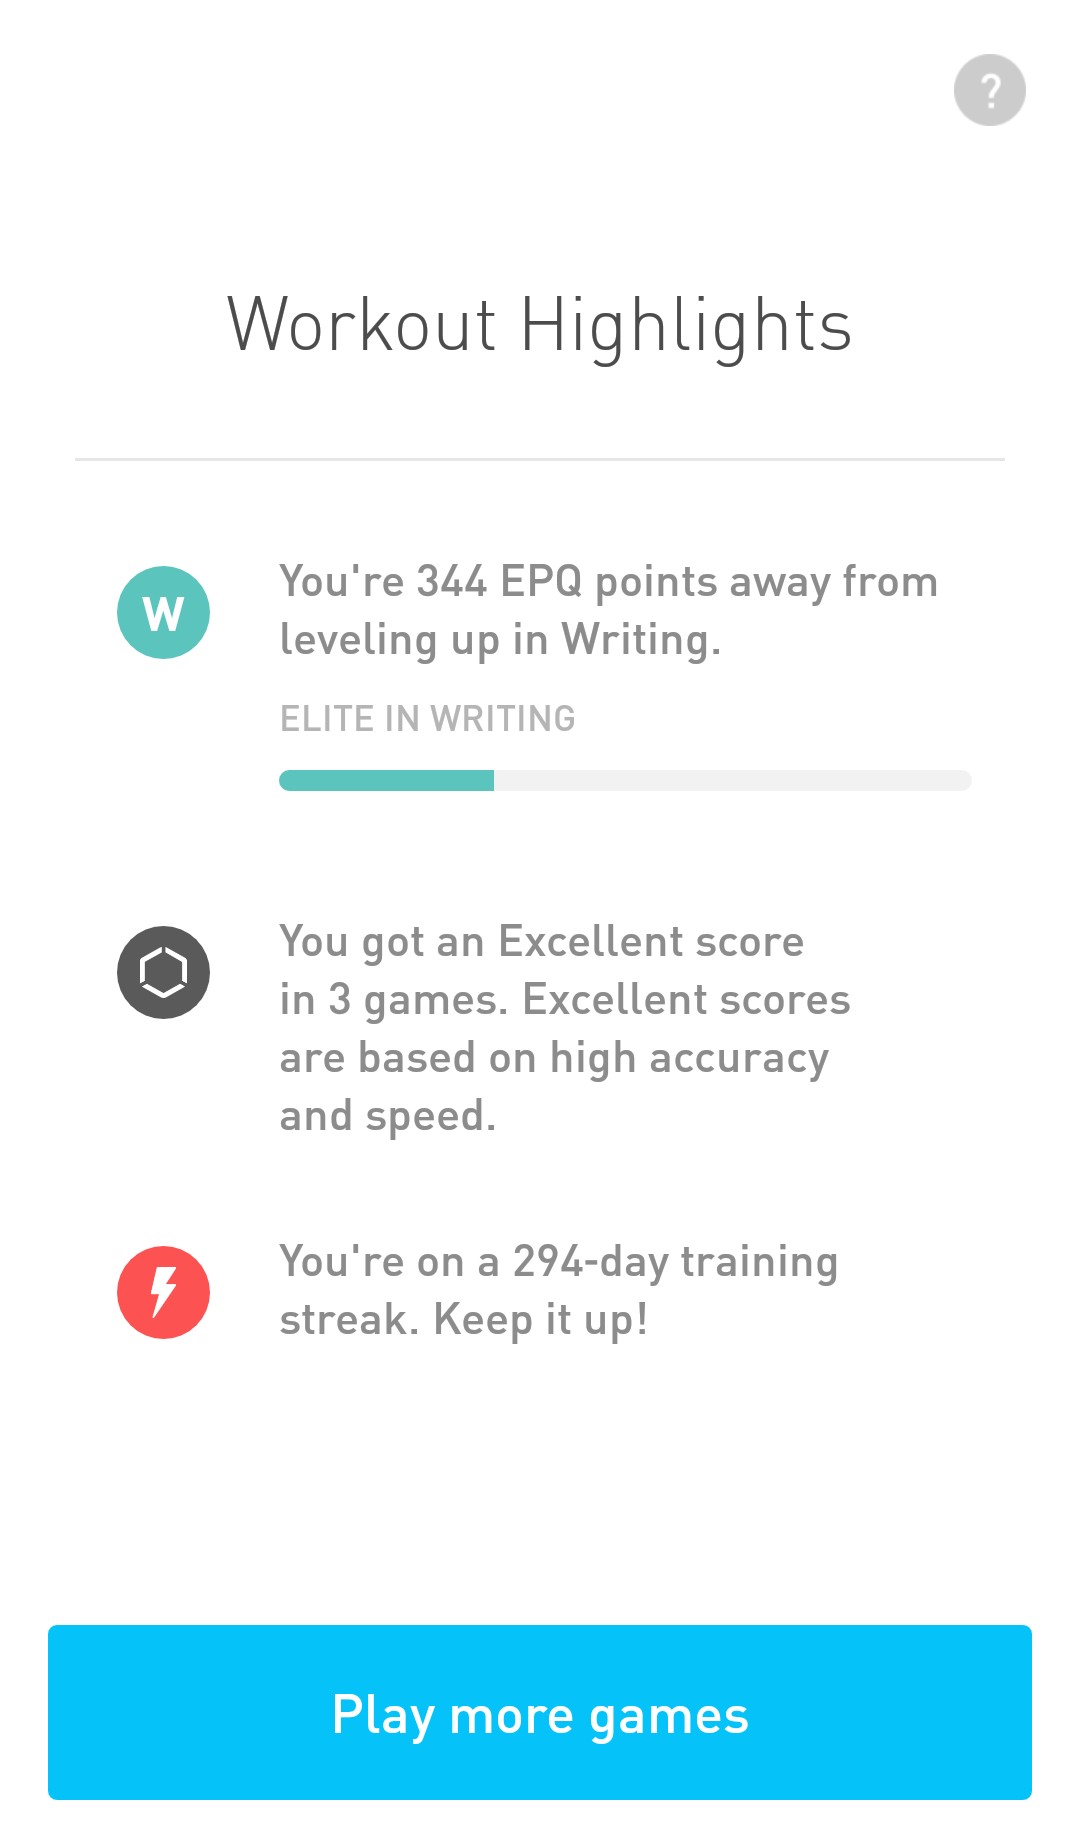 ?
Workout Highlights
W
You're 344 EPQ points away from
leveling up in Writing.
ELITE IN WRITING
You got an Excellent score
in 3 games. Excellent scores
are based on high accuracy
and speed.
You're on a 294-day training
streak. Keep it up!
Play more games